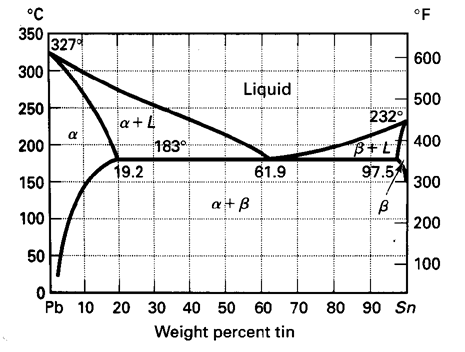 °C °F
350
327°
300 600
Liquid
250 500
α + L 232°
α 400
200
183° β + L
19.2 61.9 97.5
150 300
α + β β
100 200
50 100
0
Pb 10 20 30 40 50 60 70 80 90 Sn
Weight percent tin